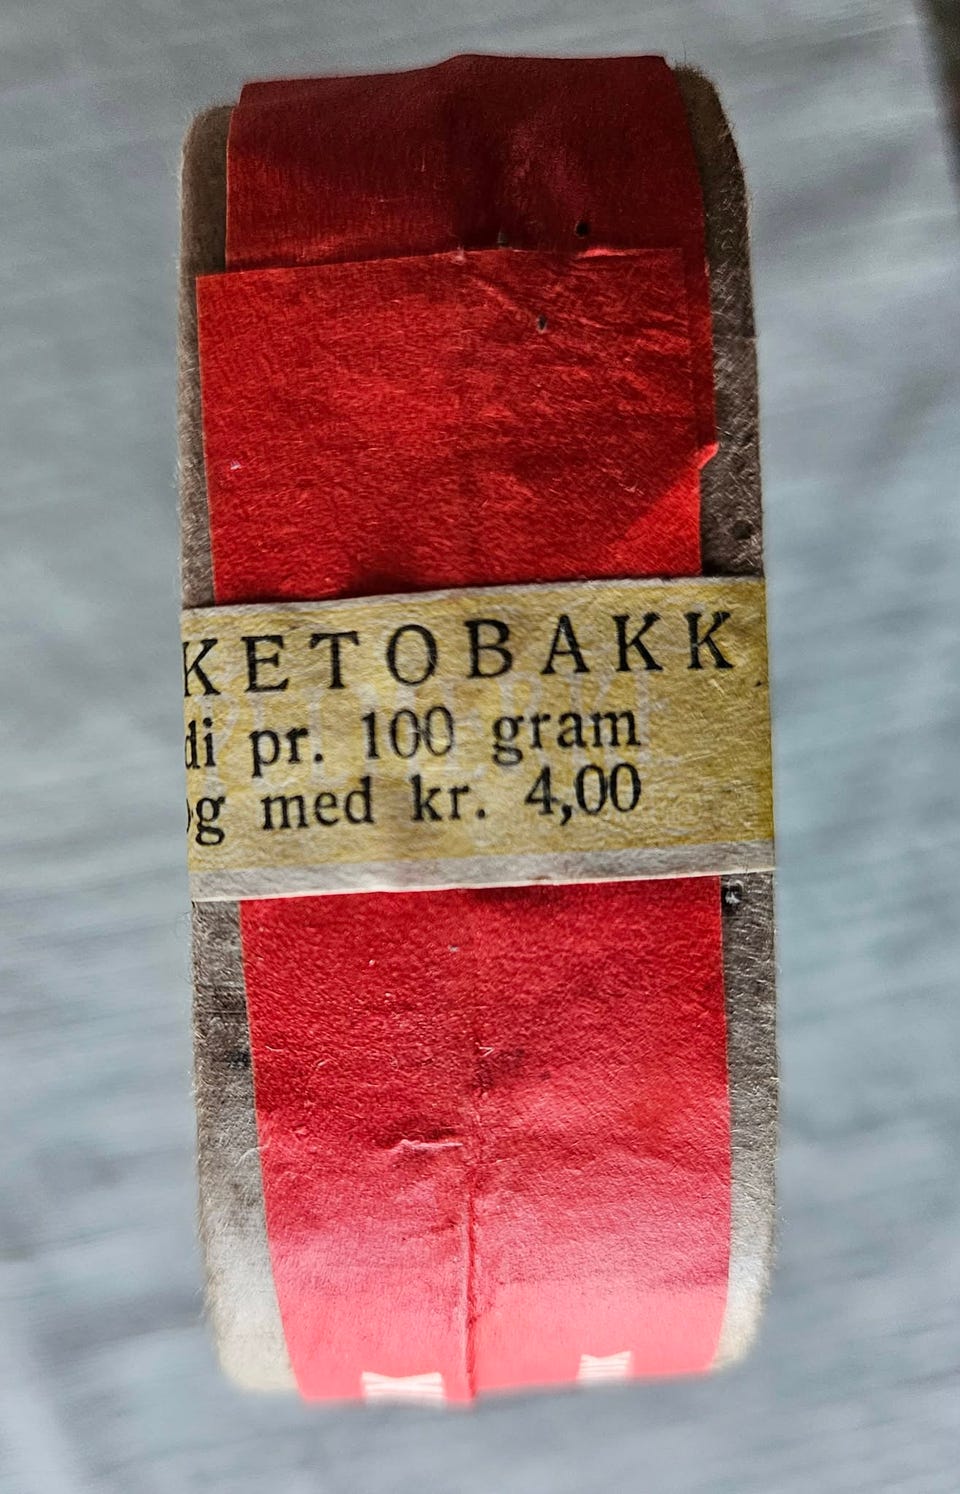 KETOBAKK
di pr. 100 gram
og med kr. 4,00